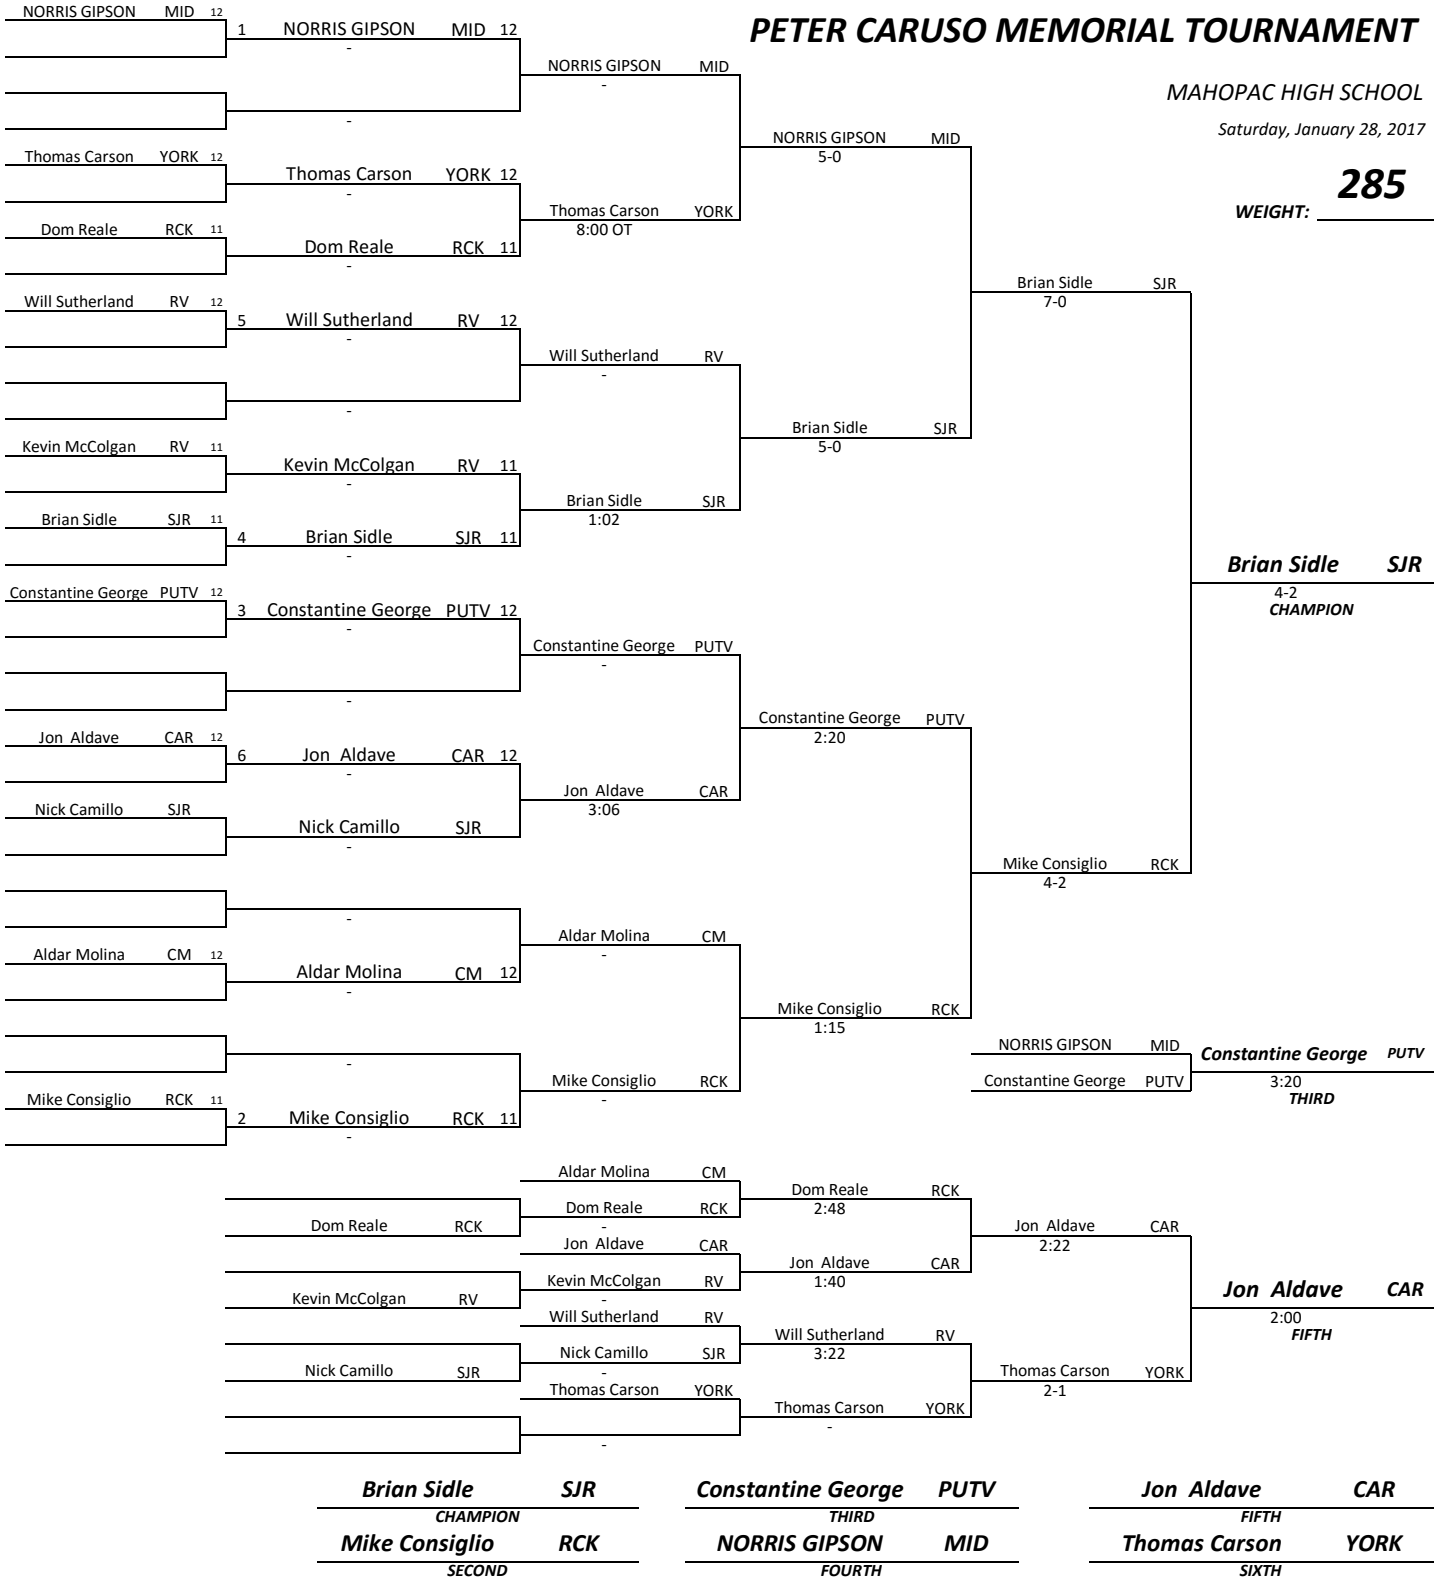 PETER CARUSO MEMORIAL TOURNAMENT
MAHOPAC HIGH SCHOOL
Saturday, January 28, 2017
285
WEIGHT:
NORRIS GIPSON MID 12
Thomas Carson YORK 12
Dom Reale RCK 11
Will Sutherland RV 12
Kevin McColgan RV 11
Brian Sidle SJR 11
Constantine George PUTV 12
Jon Aldave CAR 12
Nick Camillo SJR
Aldar Molina CM 12
Mike Consiglio RCK 11
1 NORRIS GIPSON MID 12
-
-
Thomas Carson YORK 12
-
Dom Reale RCK 11
-
5 Will Sutherland RV 12
-
-
Kevin McColgan RV 11
-
4 Brian Sidle SJR 11
-
3 Constantine George PUTV 12
-
-
6 Jon Aldave CAR 12
-
Nick Camillo SJR
-
-
Aldar Molina CM 12
-
-
2 Mike Consiglio RCK 11
-
NORRIS GIPSON MID
-
Thomas Carson YORK
8:00 OT
Will Sutherland RV
-
Brian Sidle SJR
1:02
Constantine George PUTV
-
Jon Aldave CAR
3:06
Aldar Molina CM
-
Mike Consiglio RCK
-
NORRIS GIPSON MID
5-0
Brian Sidle SJR
5-0
Constantine George PUTV
2:20
Mike Consiglio RCK
1:15
Brian Sidle SJR
7-0
Mike Consiglio RCK
4-2
Brian Sidle SJR
4-2
CHAMPION
NORRIS GIPSON MID
Constantine George PUTV
Constantine George PUTV
3:20
THIRD
Dom Reale RCK
Kevin McColgan RV
Nick Camillo SJR
Aldar Molina CM
Dom Reale RCK
-
Jon Aldave CAR
Kevin McColgan RV
-
Will Sutherland RV
Nick Camillo SJR
-
Thomas Carson YORK
-
Dom Reale RCK
2:48
Jon Aldave CAR
1:40
Will Sutherland RV
3:22
Thomas Carson YORK
-
Jon Aldave CAR
2:22
Thomas Carson YORK
2-1
Jon Aldave CAR
2:00
FIFTH
Brian Sidle SJR
CHAMPION
Mike Consiglio RCK
SECOND
Constantine George PUTV
THIRD
NORRIS GIPSON MID
FOURTH
Jon Aldave CAR
FIFTH
Thomas Carson YORK
SIXTH